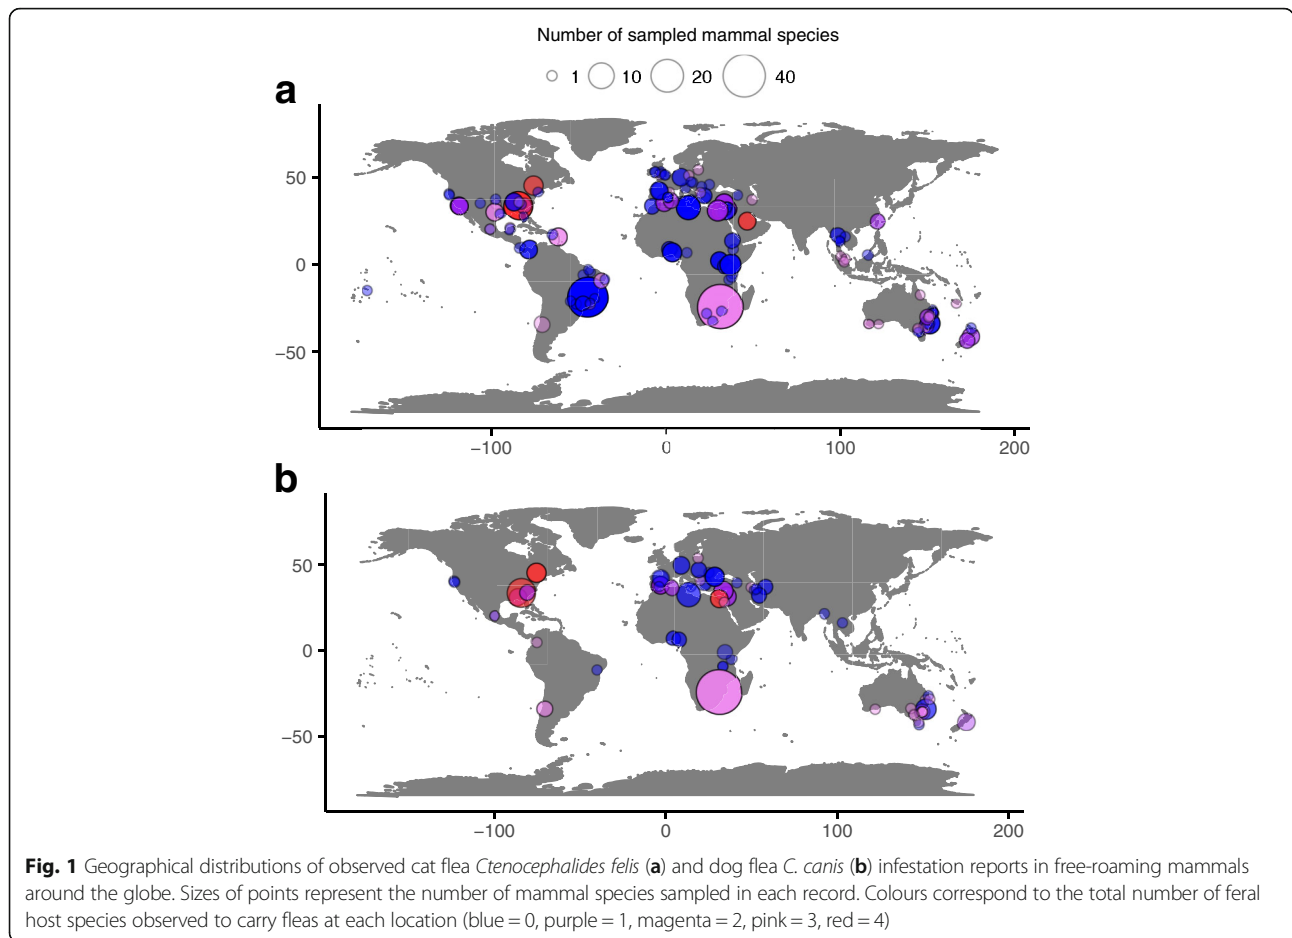 Number of sampled mammal species
1 10 20 40
a
50
0
−50
−100 0 100 200
b
50
0
−50
−100 0 100 200
Fig. 1 Geographical distributions of observed cat flea Ctenocephalides felis (a) and dog flea C. canis (b) infestation reports in free-roaming mammals
around the globe. Sizes of points represent the number of mammal species sampled in each record. Colours correspond to the total number of feral
host species observed to carry fleas at each location (blue = 0, purple = 1, magenta = 2, pink = 3, red = 4)